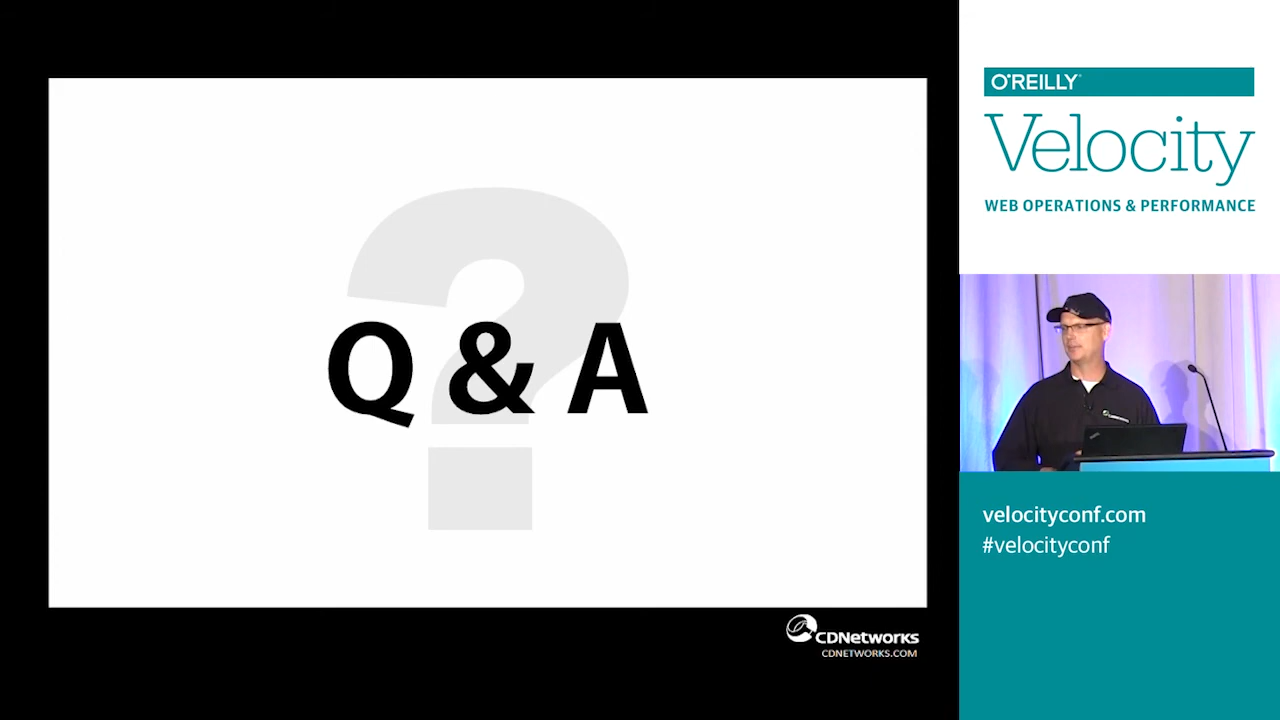 Q & A
CDNetworks
CDNETWORKS.COM
O'REILLY®
Velocity
WEB OPERATIONS & PERFORMANCE
velocityconf.com
#velocityconf